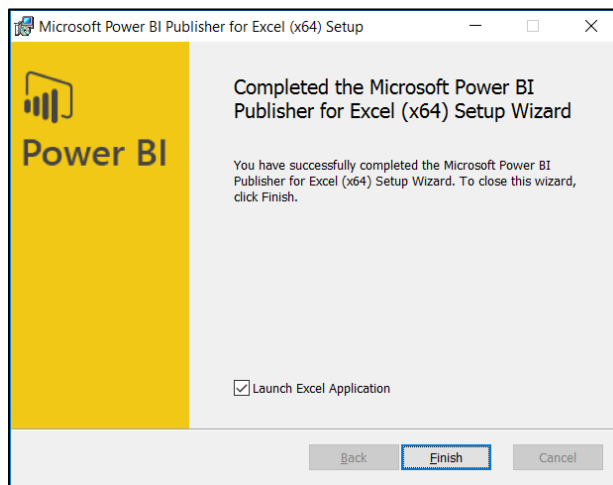 Microsoft Power BI Publisher for Excel (x64) Setup
Power BI
Completed the Microsoft Power BI
Publisher for Excel (x64) Setup Wizard
You have successfully completed the Microsoft Power BI
Publisher for Excel (x64) Setup Wizard. To close this wizard,
click Finish.
Launch Excel Application
Back Finish Cancel